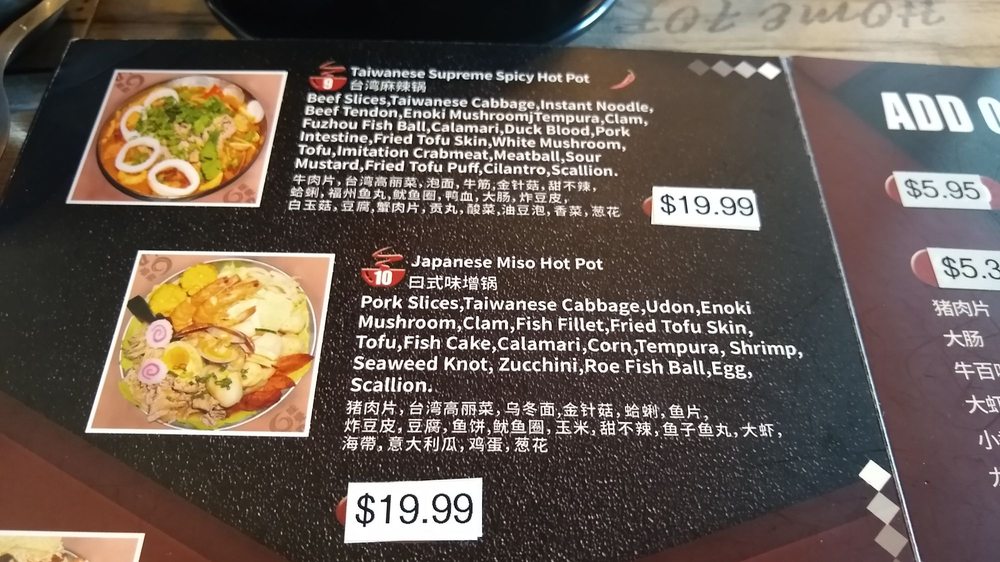 Home Pot
9
Taiwanese Supreme Spicy Hot Pot
台湾麻辣锅
Beef Slices,Taiwanese Cabbage,Instant Noodle,
Beef Tendon,Enoki MushroomjTempura,Clam,
Fuzhou Fish Ball,Calamari,Duck Blood,Pork
Intestine,Fried Tofu Skin,White Mushroom,
Tofu,Imitation Crabmeat,Meatball,Sour
Mustard,Fried Tofu Puff,Cilantro,Scallion.
牛肉片,台湾高丽菜,泡面,牛筋,金针菇,甜不辣,
蛤蜊,福州鱼丸,鱿鱼圈,鸭血,大肠,炸豆皮,
白玉菇,豆腐,蟹肉片,贡丸,酸菜,油豆泡,香菜,葱花
$19.99
10
Japanese Miso Hot Pot
日式味增锅
Pork Slices,Taiwanese Cabbage,Udon,Enoki
Mushroom,Clam,Fish Fillet,Fried Tofu Skin,
Tofu,Fish Cake,Calamari,Corn,Tempura, Shrimp,
Seaweed Knot, Zucchini,Roe Fish Ball,Egg,
Scallion.
猪肉片,台湾高丽菜,乌冬面,金针菇,蛤蜊,鱼片,
炸豆皮,豆腐,鱼饼,鱿鱼圈,玉米,甜不辣,鱼子鱼丸,大虾,
海帶,意大利瓜,鸡蛋,葱花
$19.99
ADD
$5.95
$5.3
猪肉片
大肠
牛百
大虾
小